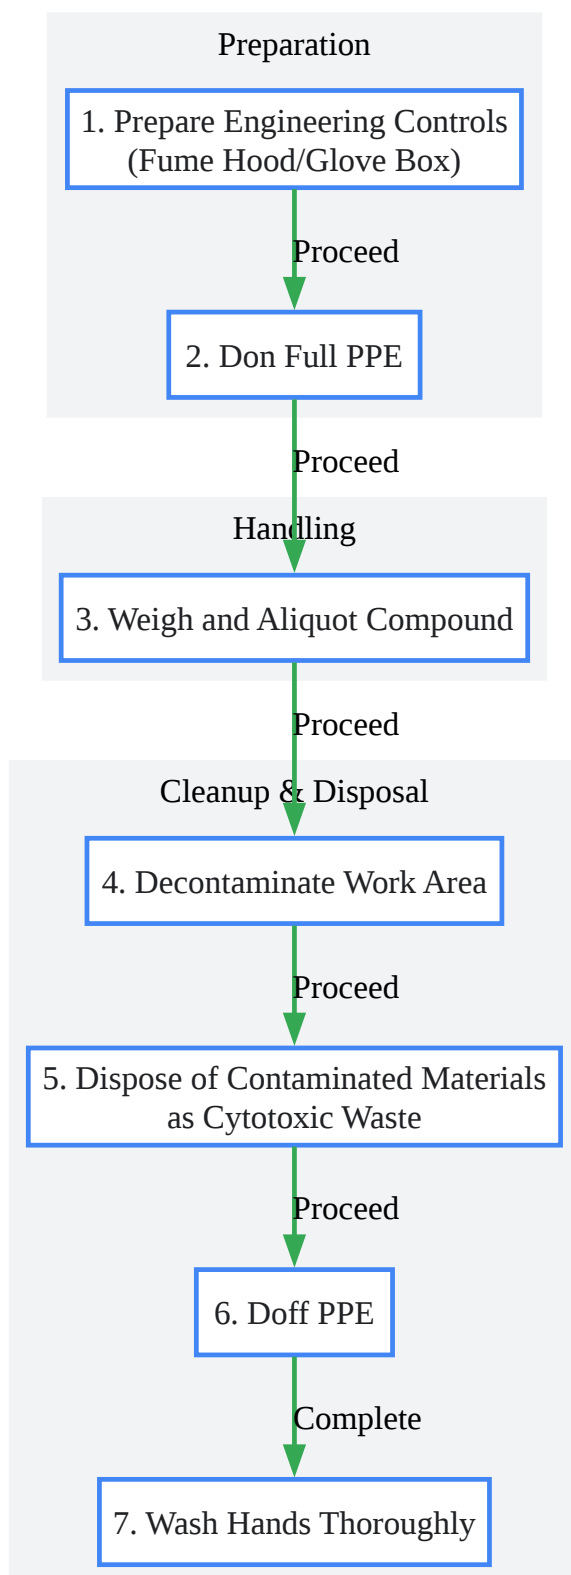 Preparation
1. Prepare Engineering Controls
(Fume Hood/Glove Box)
Proceed
2. Don Full PPE
Proceed
Handling
3. Weigh and Aliquot Compound
Proceed
Cleanup & Disposal
4. Decontaminate Work Area
Proceed
5. Dispose of Contaminated Materials
as Cytotoxic Waste
Proceed
6. Doff PPE
Complete
7. Wash Hands Thoroughly